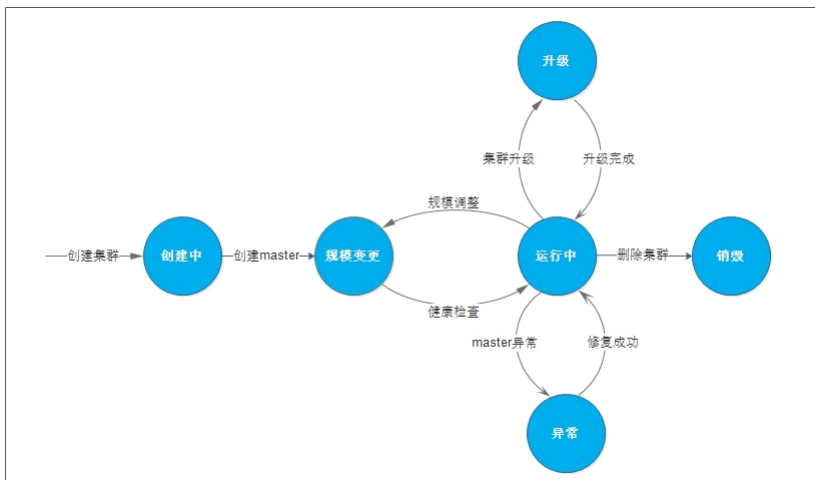 升级
集群升级
升级完成
规模调整
创建集群
创建中
创建master
规模变更
运行中
删除集群
销毁
健康检查
master异常
修复成功
异常